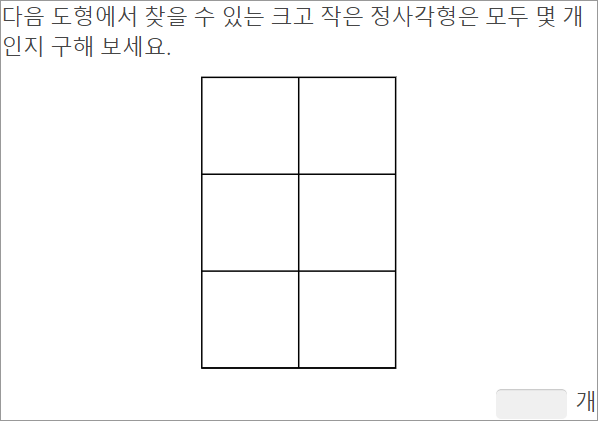 다음 도형에서 찾을 수 있는 크고 작은 정사각형은 모두 몇 개
인지 구해 보세요.
개